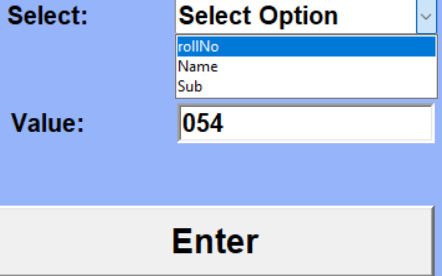 Select: Select Option
rollNo
Name
Sub
Value: 054
Enter